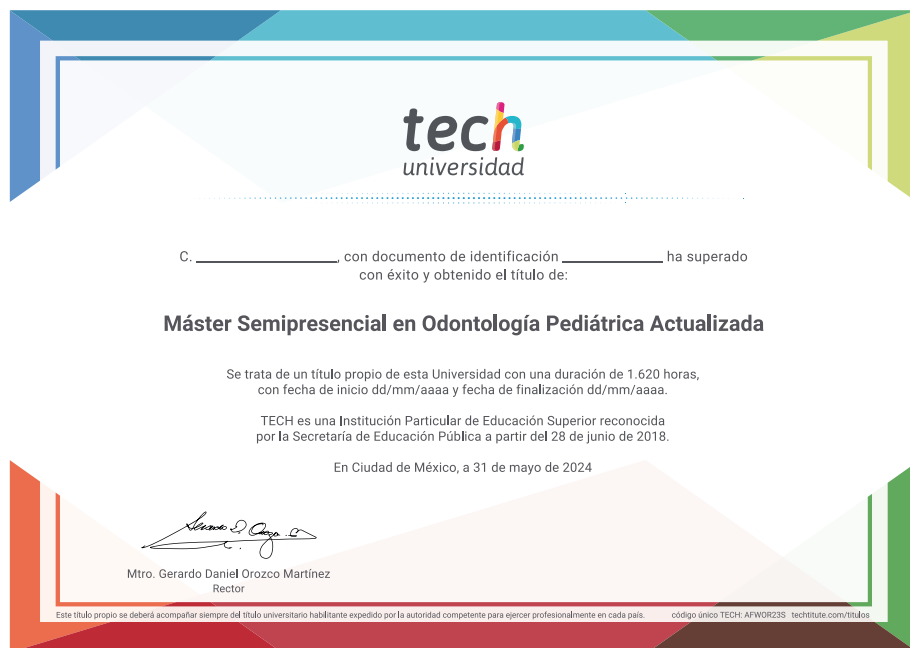 tech
universidad
C. ____________, con documento de identificación ____________ ha superado
con éxito y obtenido el título de:
Máster Semipresencial en Odontología Pediátrica Actualizada
Se trata de un título propio de esta Universidad con una duración de 1.620 horas,
con fecha de inicio dd/mm/aaaa y fecha de finalización dd/mm/aaaa.
TECH es una Institución Particular de Educación Superior reconocida
por la Secretaría de Educación Pública a partir del 28 de junio de 2018.
En Ciudad de México, a 31 de mayo de 2024
Mtro. Gerardo Daniel Orozco Martínez
Rector
Este título propio se deberá acompañar siempre del título universitario habilitante expedido por la autoridad competente para ejercer profesionalmente en cada país. código único TECH: AFWOR23S techtitute.com/titulos